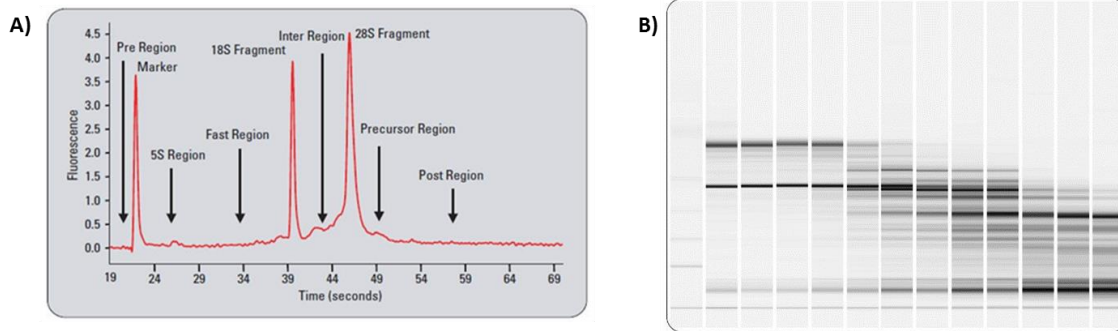 A)
B)
4.5
4.0
3.5
3.0
2.5
2.0
1.5
1.0
0.5
0.0
Fluorescence
Pre Region
Marker
5S Region
Fast Region
18S Fragment
Inter Region
28S Fragment
Precursor Region
Post Region
19 24 29 34 39 44 49 54 59 64 69
Time (seconds)